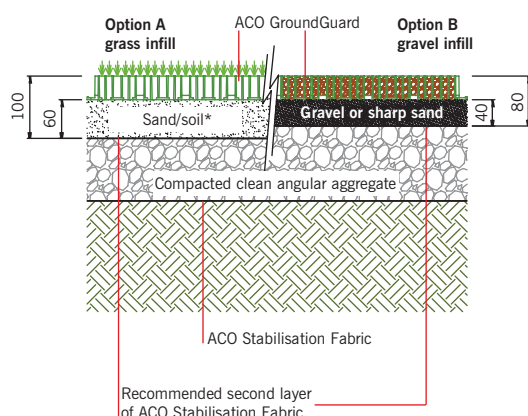 Option A
grass infill
ACO GroundGuard
Option B
gravel infill
100
60
Sand/soil*
Gravel or sharp sand
40
80
Compacted clean angular aggregate
ACO Stabilisation Fabric
Recommended second layer
of ACO Stabilisation Fabric